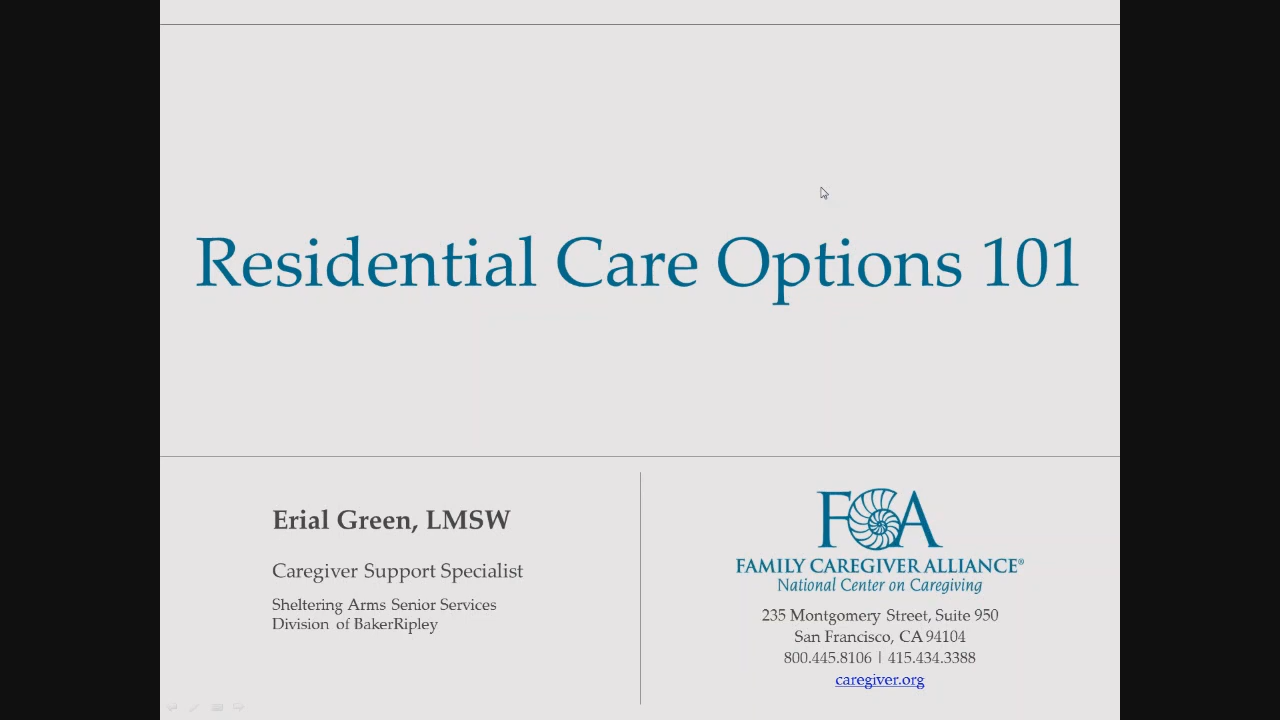 Residential Care Options 101
Erial Green, LMSW
Caregiver Support Specialist
Sheltering Arms Senior Services
Division of BakerRipley
FCA
FAMILY CAREGIVER ALLIANCE®
National Center on Caregiving
235 Montgomery Street, Suite 950
San Francisco, CA 94104
800.445.8106 | 415.434.3388
caregiver.org